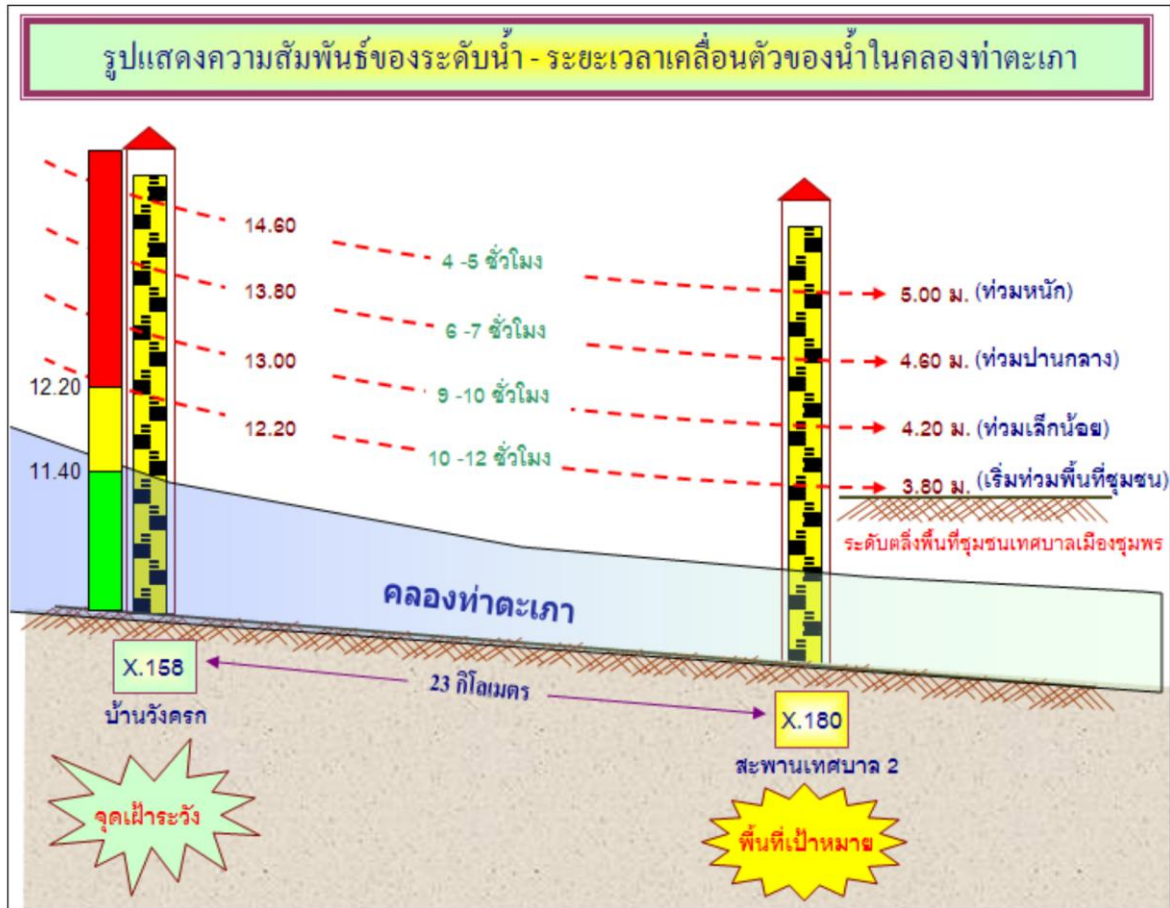 รูปแสดงความสัมพันธ์ของระดับน้ำ - ระยะเวลาเคลื่อนตัวของน้ำในคลองท่าตะเภา
14.60
4 -5 ชั่วโมง
5.00 ม. (ท่วมหนัก)
13.80
6 -7 ชั่วโมง
4.60 ม. (ท่วมปานกลาง)
13.00
9 -10 ชั่วโมง
4.20 ม. (ท่วมเล็กน้อย)
12.20
12.20
10 -12 ชั่วโมง
3.80 ม. (เริ่มท่วมพื้นที่ชุมชน)
11.40
ระดับตลิ่งพื้นที่ชุมชนเทศบาลเมืองชุมพร
คลองท่าตะเภา
X.158
23 กิโลเมตร
X.180
บ้านวังครก
สะพานเทศบาล 2
จุดเฝ้าระวัง
พื้นที่เป้าหมาย